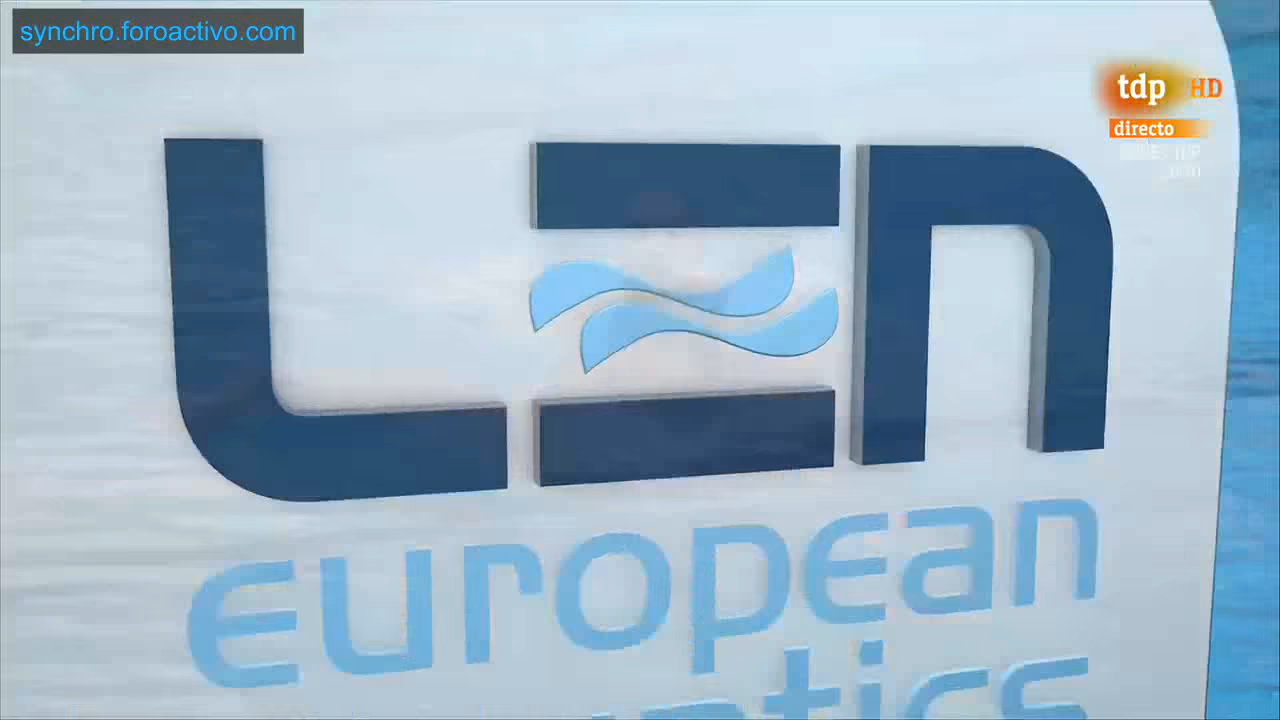 synchro.foroactivo.com
tdp HD
directo
LEN
european